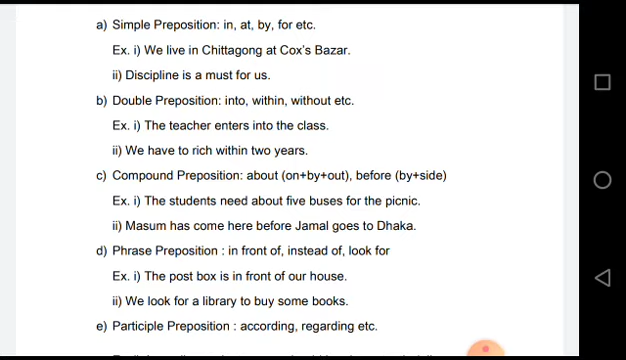 a) Simple Preposition: in, at, by, for etc.
Ex. i) We live in Chittagong at Cox's Bazar.
ii) Discipline is a must for us.
b) Double Preposition: into, within, without etc.
Ex. i) The teacher enters into the class.
ii) We have to rich within two years.
c) Compound Preposition: about (on+by+out), before (by+side)
Ex. i) The students need about five buses for the picnic.
ii) Masum has come here before Jamal goes to Dhaka.
d) Phrase Preposition : in front of, instead of, look for
Ex. i) The post box is in front of our house.
ii) We look for a library to buy some books.
e) Participle Preposition : according, regarding etc.